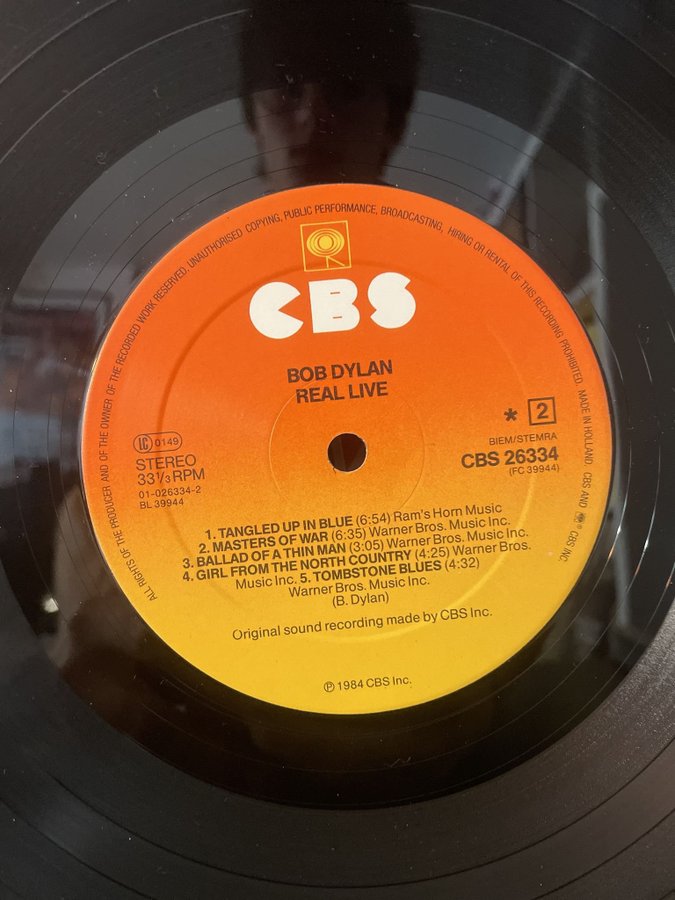 ALL RIGHTS OF THE PRODUCER AND OF THE OWNER OF THE RECORDED WORK RESERVED. UNAUTHORISED COPYING, PUBLIC PERFORMANCE, BROADCASTING, HIRING OR RENTAL OF THIS RECORDING PROHIBITED. MADE IN HOLLAND. CBS AND CBS INC.
CBS
BOB DYLAN
REAL LIVE
* 2
LC 0149
BIEM/STEMRA
STEREO
CBS 26334
33 1/3 RPM
(FC 39944)
01-026334-2
BL 39944
1. TANGLED UP IN BLUE (6:54) Ram's Horn Music
2. MASTERS OF WAR (6:35) Warner Bros. Music Inc.
3. BALLAD OF A THIN MAN (3:05) Warner Bros. Music Inc.
4. GIRL FROM THE NORTH COUNTRY (4:25) Warner Bros.
Music Inc. 5. TOMBSTONE BLUES (4:32)
Warner Bros. Music Inc.
(B. Dylan)
Original sound recording made by CBS Inc.
℗ 1984 CBS Inc.